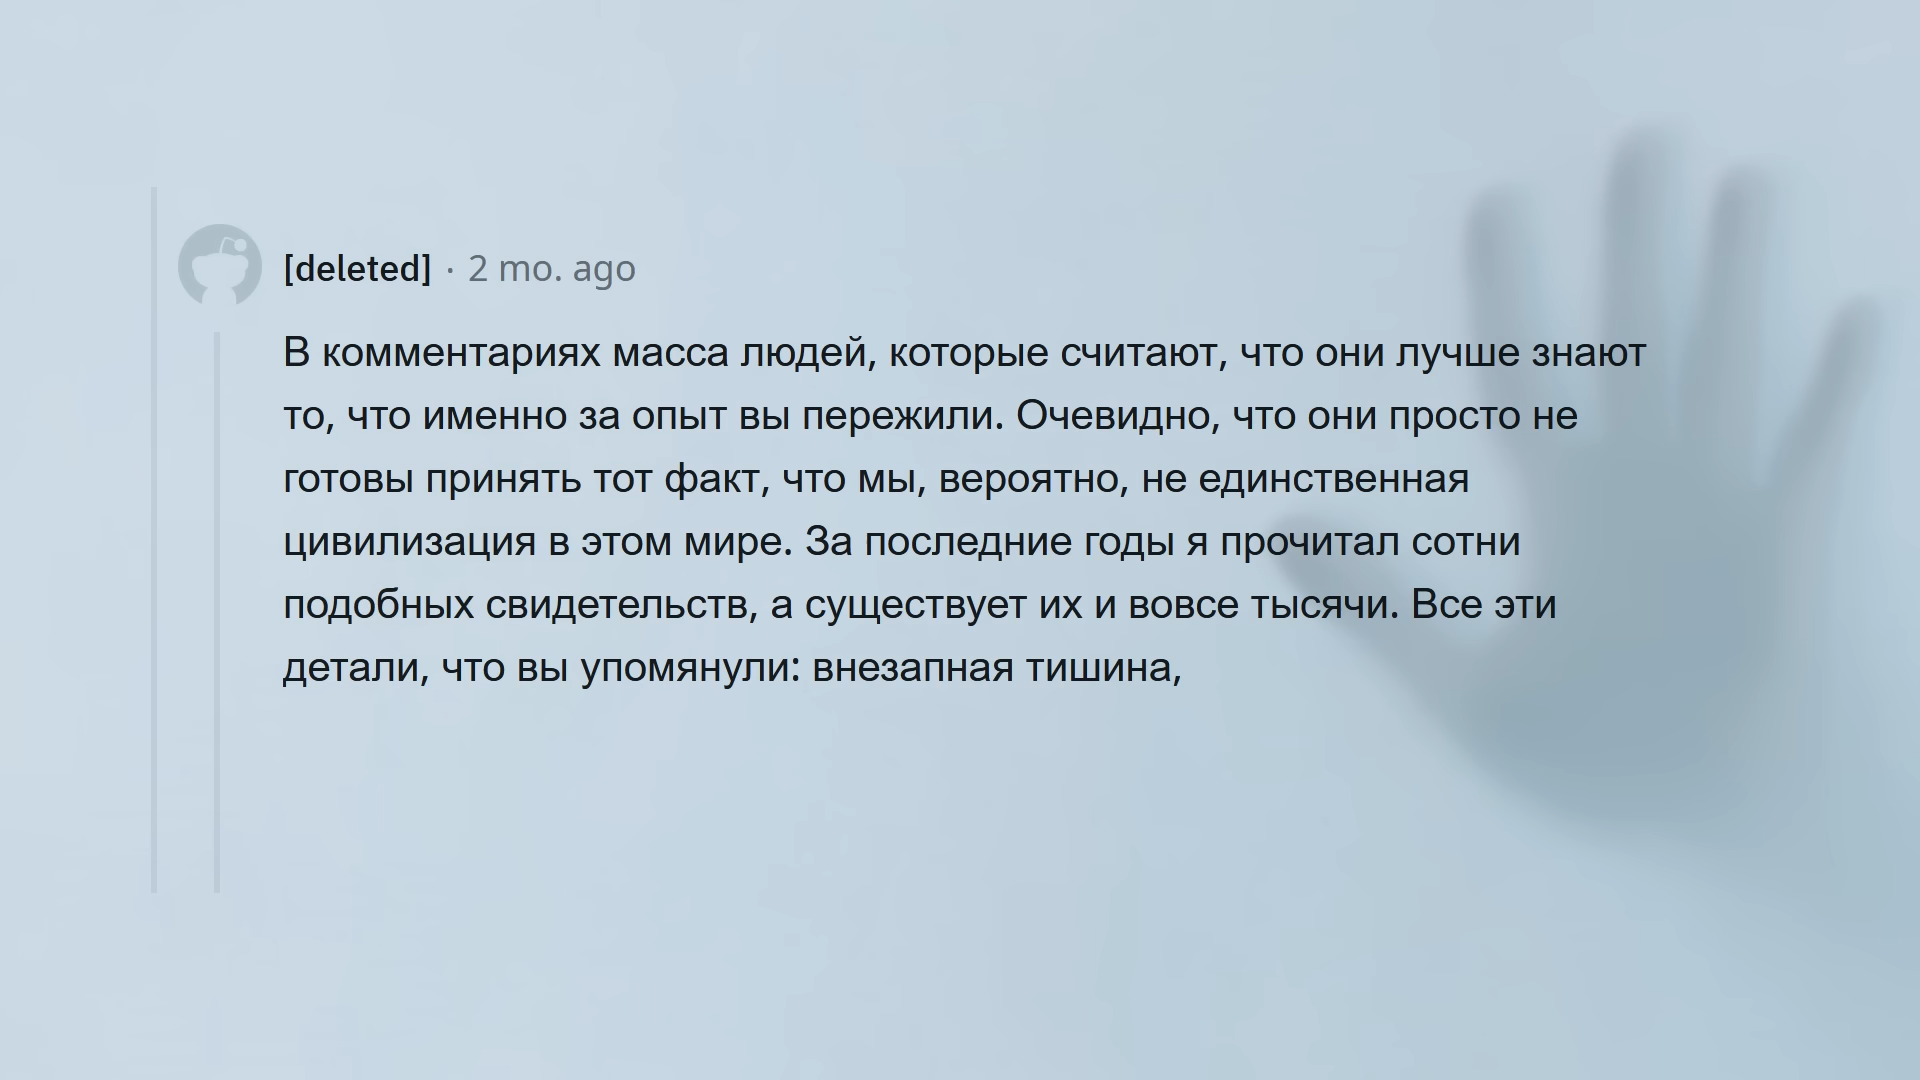 [deleted] · 2 mo. ago
В комментариях масса людей, которые считают, что они лучше знают
то, что именно за опыт вы пережили. Очевидно, что они просто не
готовы принять тот факт, что мы, вероятно, не единственная
цивилизация в этом мире. За последние годы я прочитал сотни
подобных свидетельств, а существует их и вовсе тысячи. Все эти
детали, что вы упомянули: внезапная тишина,